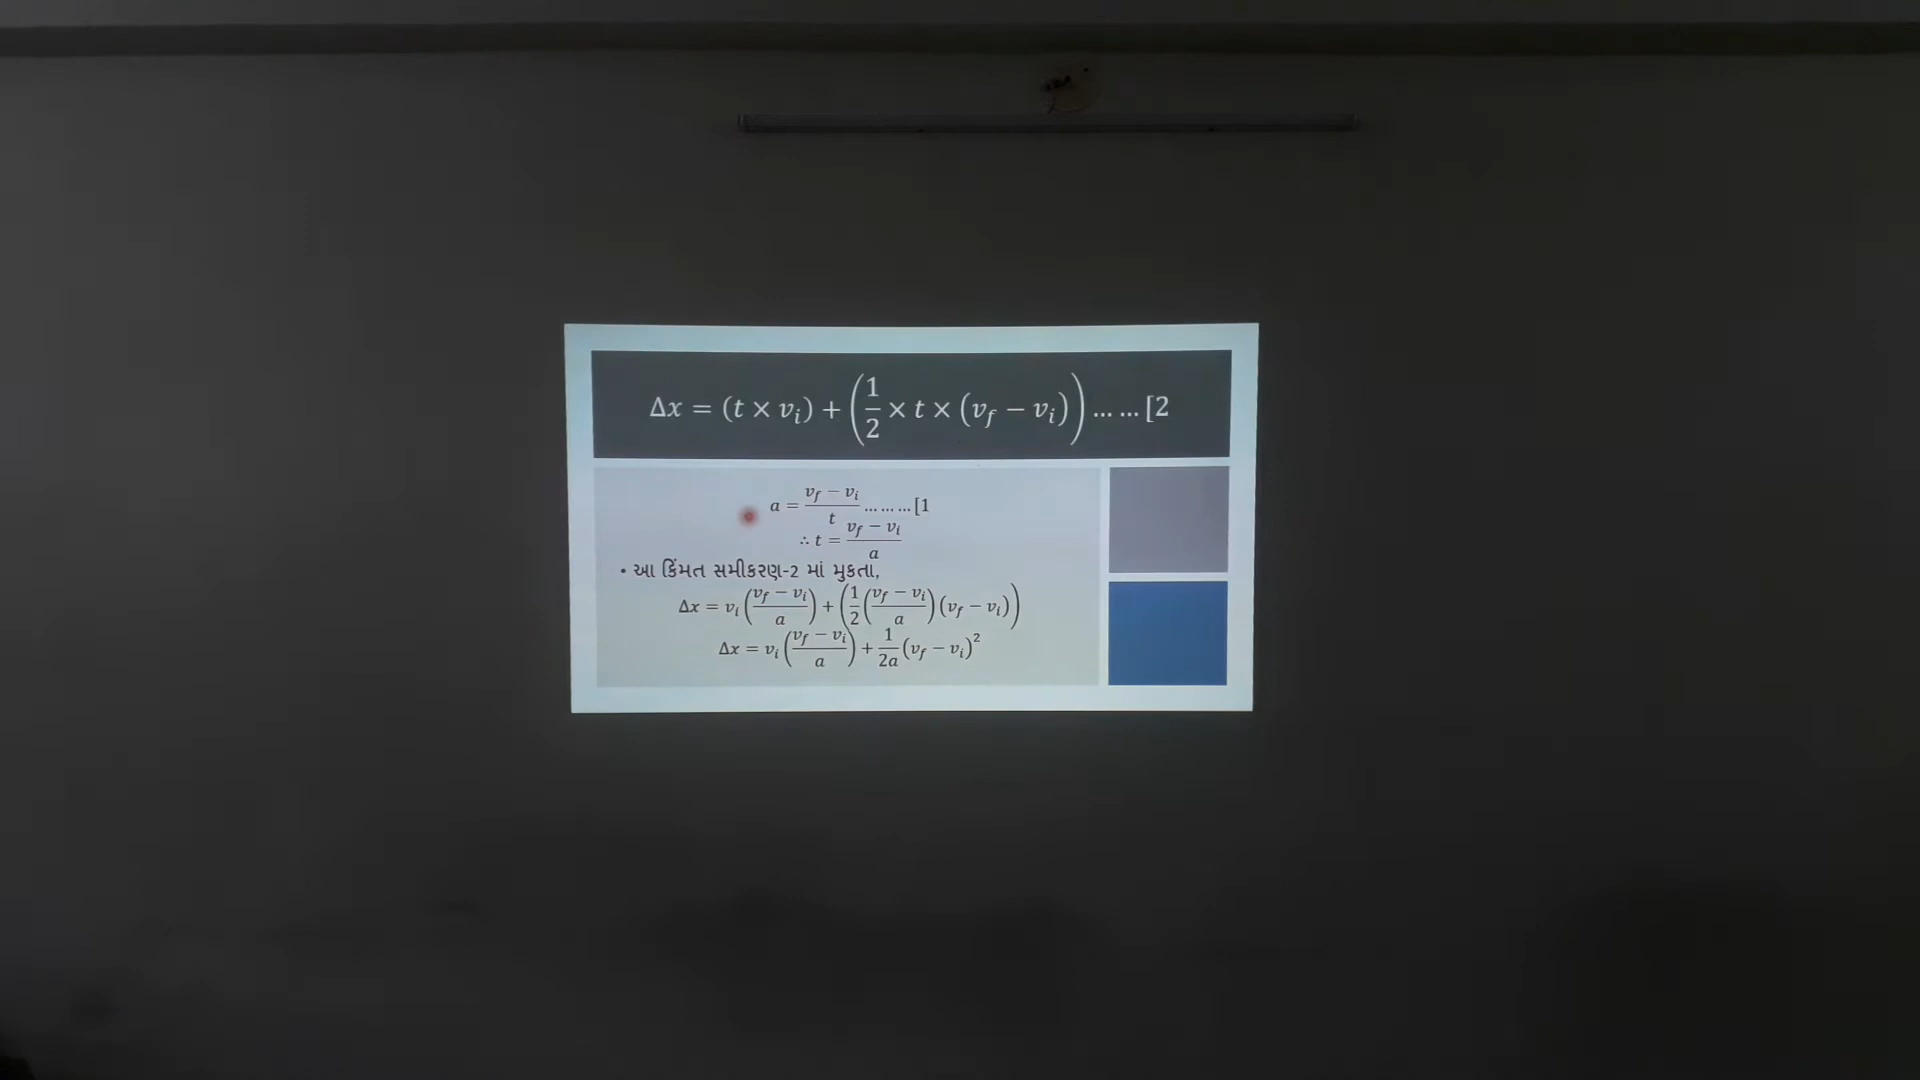 Δx = (t × v_i) + (1/2 × t × (v_f − v_i)) … … [2
a = (v_f − v_i)/t … … … [1
∴ t = (v_f − v_i)/a
• આ કિંમત સમીકરણ-2 માં મુકતા,
Δx = v_i ((v_f − v_i)/a) + (1/2 ((v_f − v_i)/a) (v_f − v_i))
Δx = v_i ((v_f − v_i)/a) + 1/2a (v_f − v_i)²